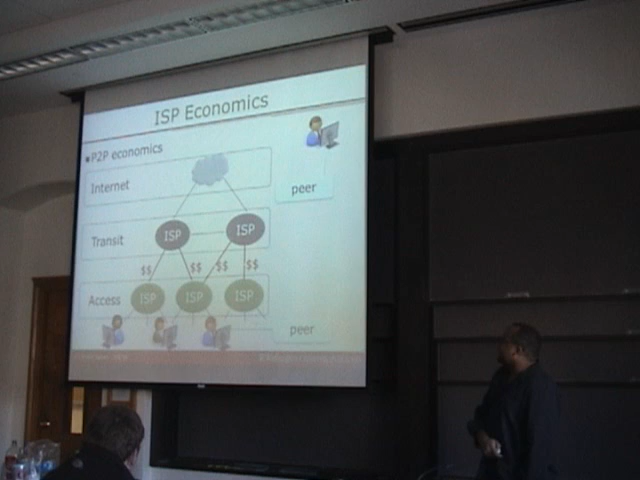 ISP Economics
▪P2P economics
Internet
peer
Transit
ISP
ISP
$$ $$ $$ $$
Access
ISP
ISP
ISP
peer